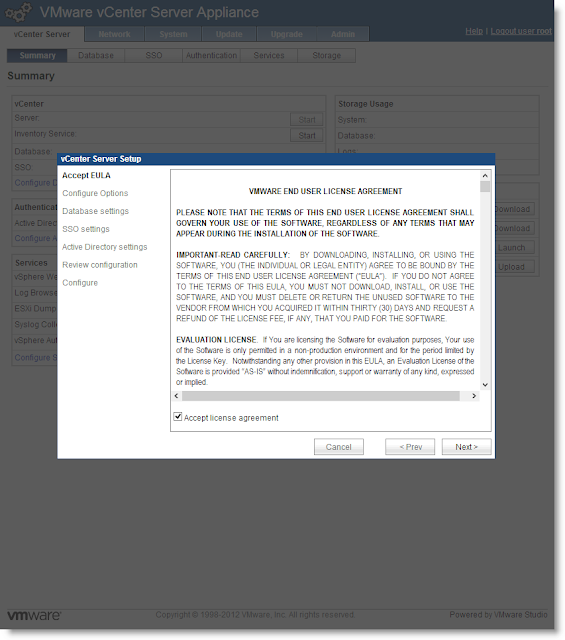 VMware vCenter Server Appliance
vCenter Server Network System Update Upgrade Admin Help | Logout user root
Summary Database SSO Authentication Services Storage
Summary
vCenter
Server: Start
Inventory Service: Start
Database:
SSO:
Configure D
Storage Usage
System:
Database:
Logs:
Authentica
Active Direc
Configure A
Download
Download
Launch
Upload
Services
vSphere We
Log Browse
ESXi Dump
Syslog Colle
vSphere Aut
Configure S
vCenter Server Setup
Accept EULA
Configure Options
Database settings
SSO settings
Active Directory settings
Review configuration
Configure
VMWARE END USER LICENSE AGREEMENT
PLEASE NOTE THAT THE TERMS OF THIS END USER LICENSE AGREEMENT SHALL
GOVERN YOUR USE OF THE SOFTWARE, REGARDLESS OF ANY TERMS THAT MAY
APPEAR DURING THE INSTALLATION OF THE SOFTWARE.
IMPORTANT-READ CAREFULLY: BY DOWNLOADING, INSTALLING, OR USING THE
SOFTWARE, YOU (THE INDIVIDUAL OR LEGAL ENTITY) AGREE TO BE BOUND BY THE
TERMS OF THIS END USER LICENSE AGREEMENT ("EULA"). IF YOU DO NOT AGREE
TO THE TERMS OF THIS EULA, YOU MUST NOT DOWNLOAD, INSTALL, OR USE THE
SOFTWARE, AND YOU MUST DELETE OR RETURN THE UNUSED SOFTWARE TO THE
VENDOR FROM WHICH YOU ACQUIRED IT WITHIN THIRTY (30) DAYS AND REQUEST A
REFUND OF THE LICENSE FEE, IF ANY, THAT YOU PAID FOR THE SOFTWARE.
EVALUATION LICENSE. If You are licensing the Software for evaluation purposes, Your use
of the Software is only permitted in a non-production environment and for the period limited by
the License Key. Notwithstanding any other provision in this EULA, an Evaluation License of the
Software is provided "AS-IS" without indemnification, support or warranty of any kind, expressed
or implied.
Accept license agreement
Cancel < Prev Next >
vmware Copyright © 1998-2012 VMware, Inc. All rights reserved. Powered by VMware Studio